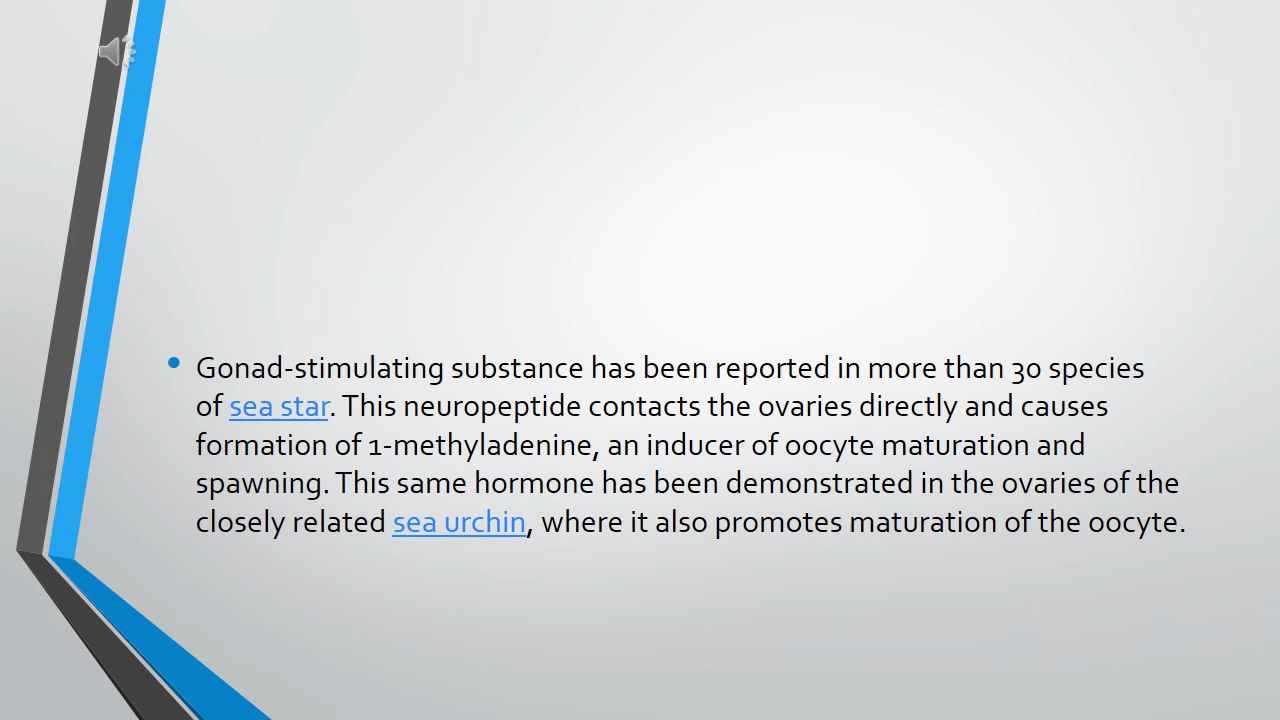 • Gonad-stimulating substance has been reported in more than 30 species
of sea star. This neuropeptide contacts the ovaries directly and causes
formation of 1-methyladenine, an inducer of oocyte maturation and
spawning. This same hormone has been demonstrated in the ovaries of the
closely related sea urchin, where it also promotes maturation of the oocyte.